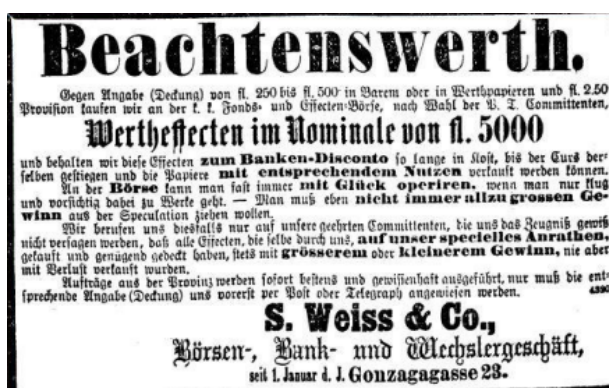 Beachtenswerth.
Gegen Angabe (Deckung) von fl. 250 bis fl. 500 in Barem oder in Werthpapieren und fl. 2.50
Provision kaufen wir an der k. k. Fonds- und Effecten-Börse, nach Wahl der P. T. Committenten,
Wertheffecten im Nominale von fl. 5000
und behalten wir diese Effecten zum Banken-Disconto so lange in Kost, bis der Curs der-
selben gestiegen und die Papiere mit entsprechendem Nutzen verkauft werden können.
An der Börse kann man fast immer mit Glück operiren, wenn man nur klug
und vorsichtig dabei zu Werke geht. — Man muß eben nicht immer allzu grossen Ge-
winn aus der Speculation ziehen wollen.
Wir berufen uns diesfalls nur auf unsere geehrten Committenten, die uns das Zeugniß gewiß
nicht versagen werden, daß alle Effecten, die selbe durch uns, auf unser specielles Anrathen,
gekauft und genügend gedeckt haben, stets mit grösserem oder kleinerem Gewinn, nie aber
mit Verlust verkauft wurden.
Aufträge aus der Provinz werden sofort bestens und gewissenhaft ausgeführt, nur muß die ent-
sprechende Angabe (Deckung) uns vorerst per Post oder Telegraph angewiesen werden.
S. Weiss & Co.,
Börsen-, Bank- und Wechslergeschäft,
seit 1. Januar d. J. Gonzagagasse 23.